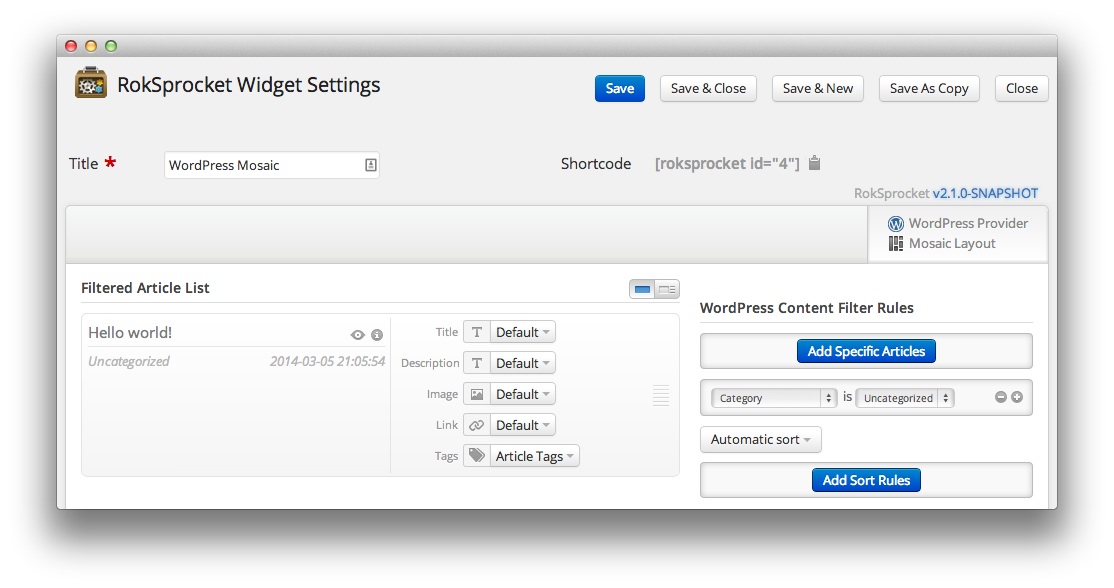 RokSprocket Widget Settings
Save
Save & Close
Save & New
Save As Copy
Close
Title *
WordPress Mosaic
Shortcode
[roksprocket id="4"]
RokSprocket v2.1.0-SNAPSHOT
WordPress Provider
Mosaic Layout
Filtered Article List
Hello world!
Uncategorized 2014-03-05 21:05:54
Title T Default
Description T Default
Image Default
Link Default
Tags Article Tags
WordPress Content Filter Rules
Add Specific Articles
Category is Uncategorized
Automatic sort
Add Sort Rules